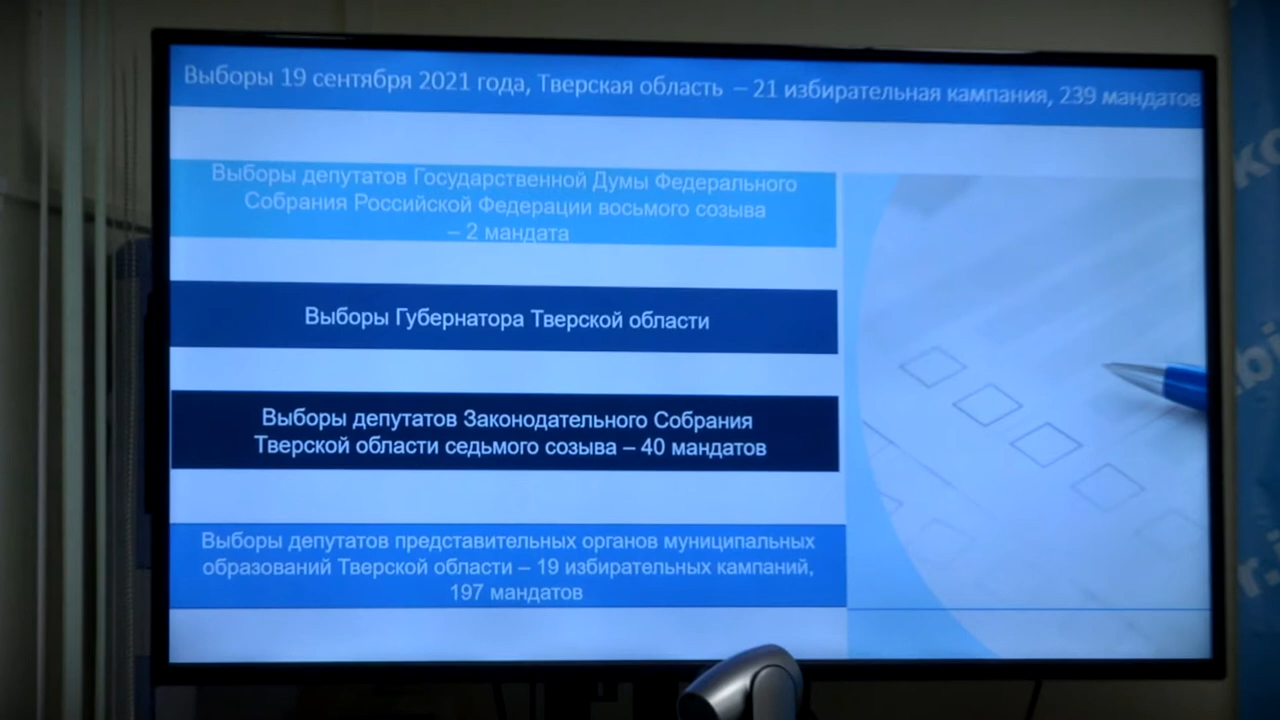 Выборы 19 сентября 2021 года, Тверская область – 21 избирательная кампания, 239 мандатов
Выборы депутатов Государственной Думы Федерального
Собрания Российской Федерации восьмого созыва
– 2 мандата
Выборы Губернатора Тверской области
Выборы депутатов Законодательного Собрания
Тверской области седьмого созыва – 40 мандатов
Выборы депутатов представительных органов муниципальных
образований Тверской области – 19 избирательных кампаний,
197 мандатов